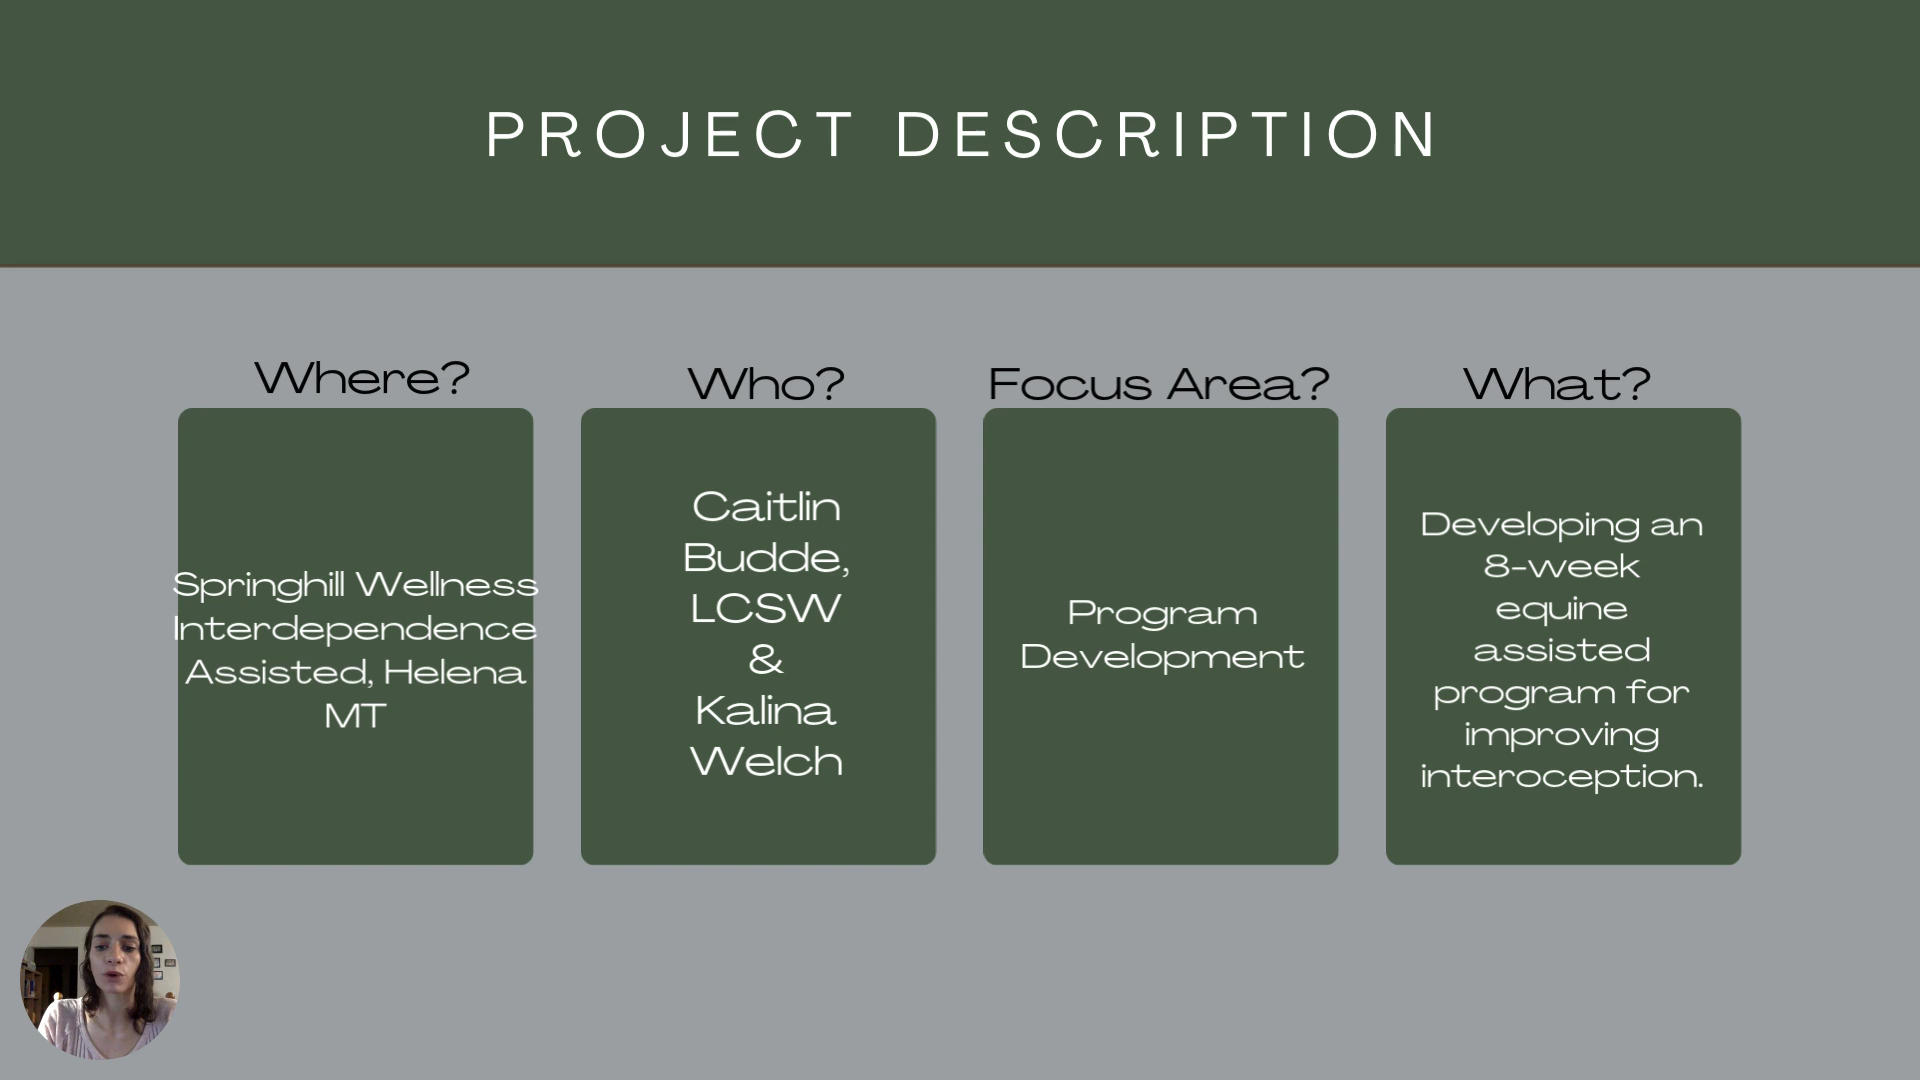 PROJECT DESCRIPTION
Where?
Springhill Wellness
Interdependence
Assisted, Helena
MT
Who?
Caitlin
Budde,
LCSW
&
Kalina
Welch
Focus Area?
Program
Development
What?
Developing an
8-week
equine
assisted
program for
improving
interoception.